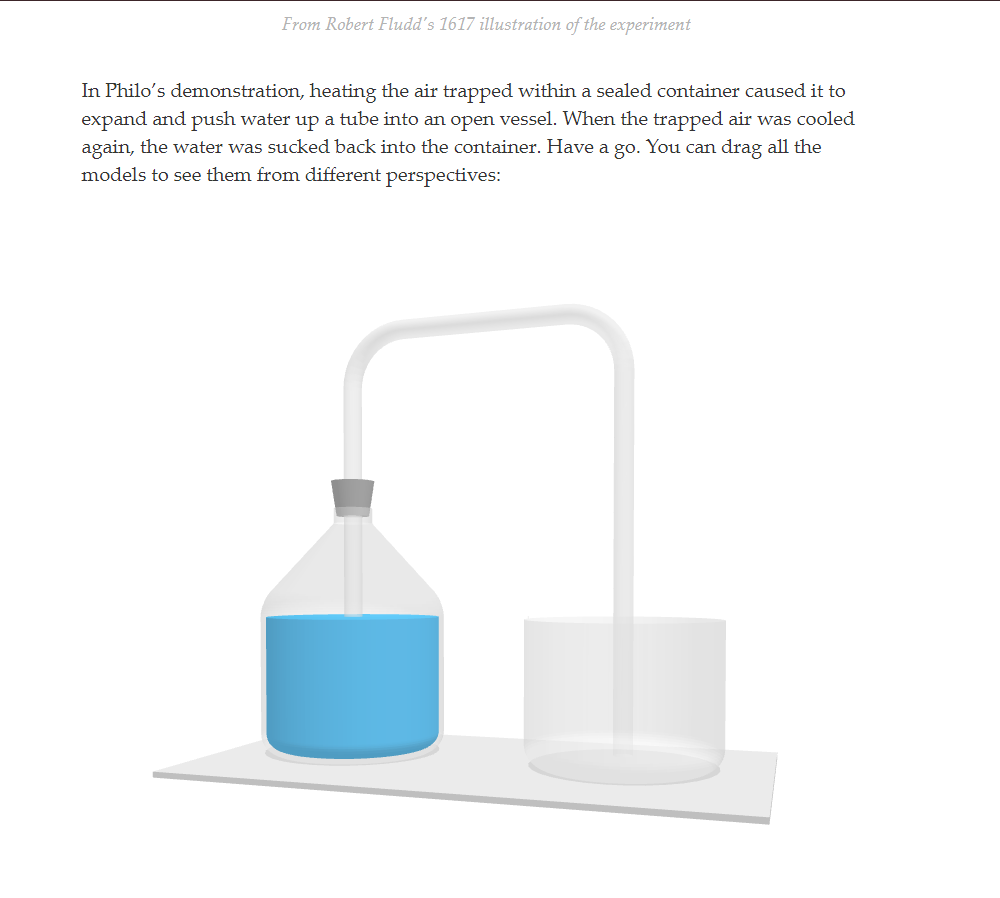 From Robert Fludd's 1617 illustration of the experiment
In Philo’s demonstration, heating the air trapped within a sealed container caused it to
expand and push water up a tube into an open vessel. When the trapped air was cooled
again, the water was sucked back into the container. Have a go. You can drag all the
models to see them from different perspectives: